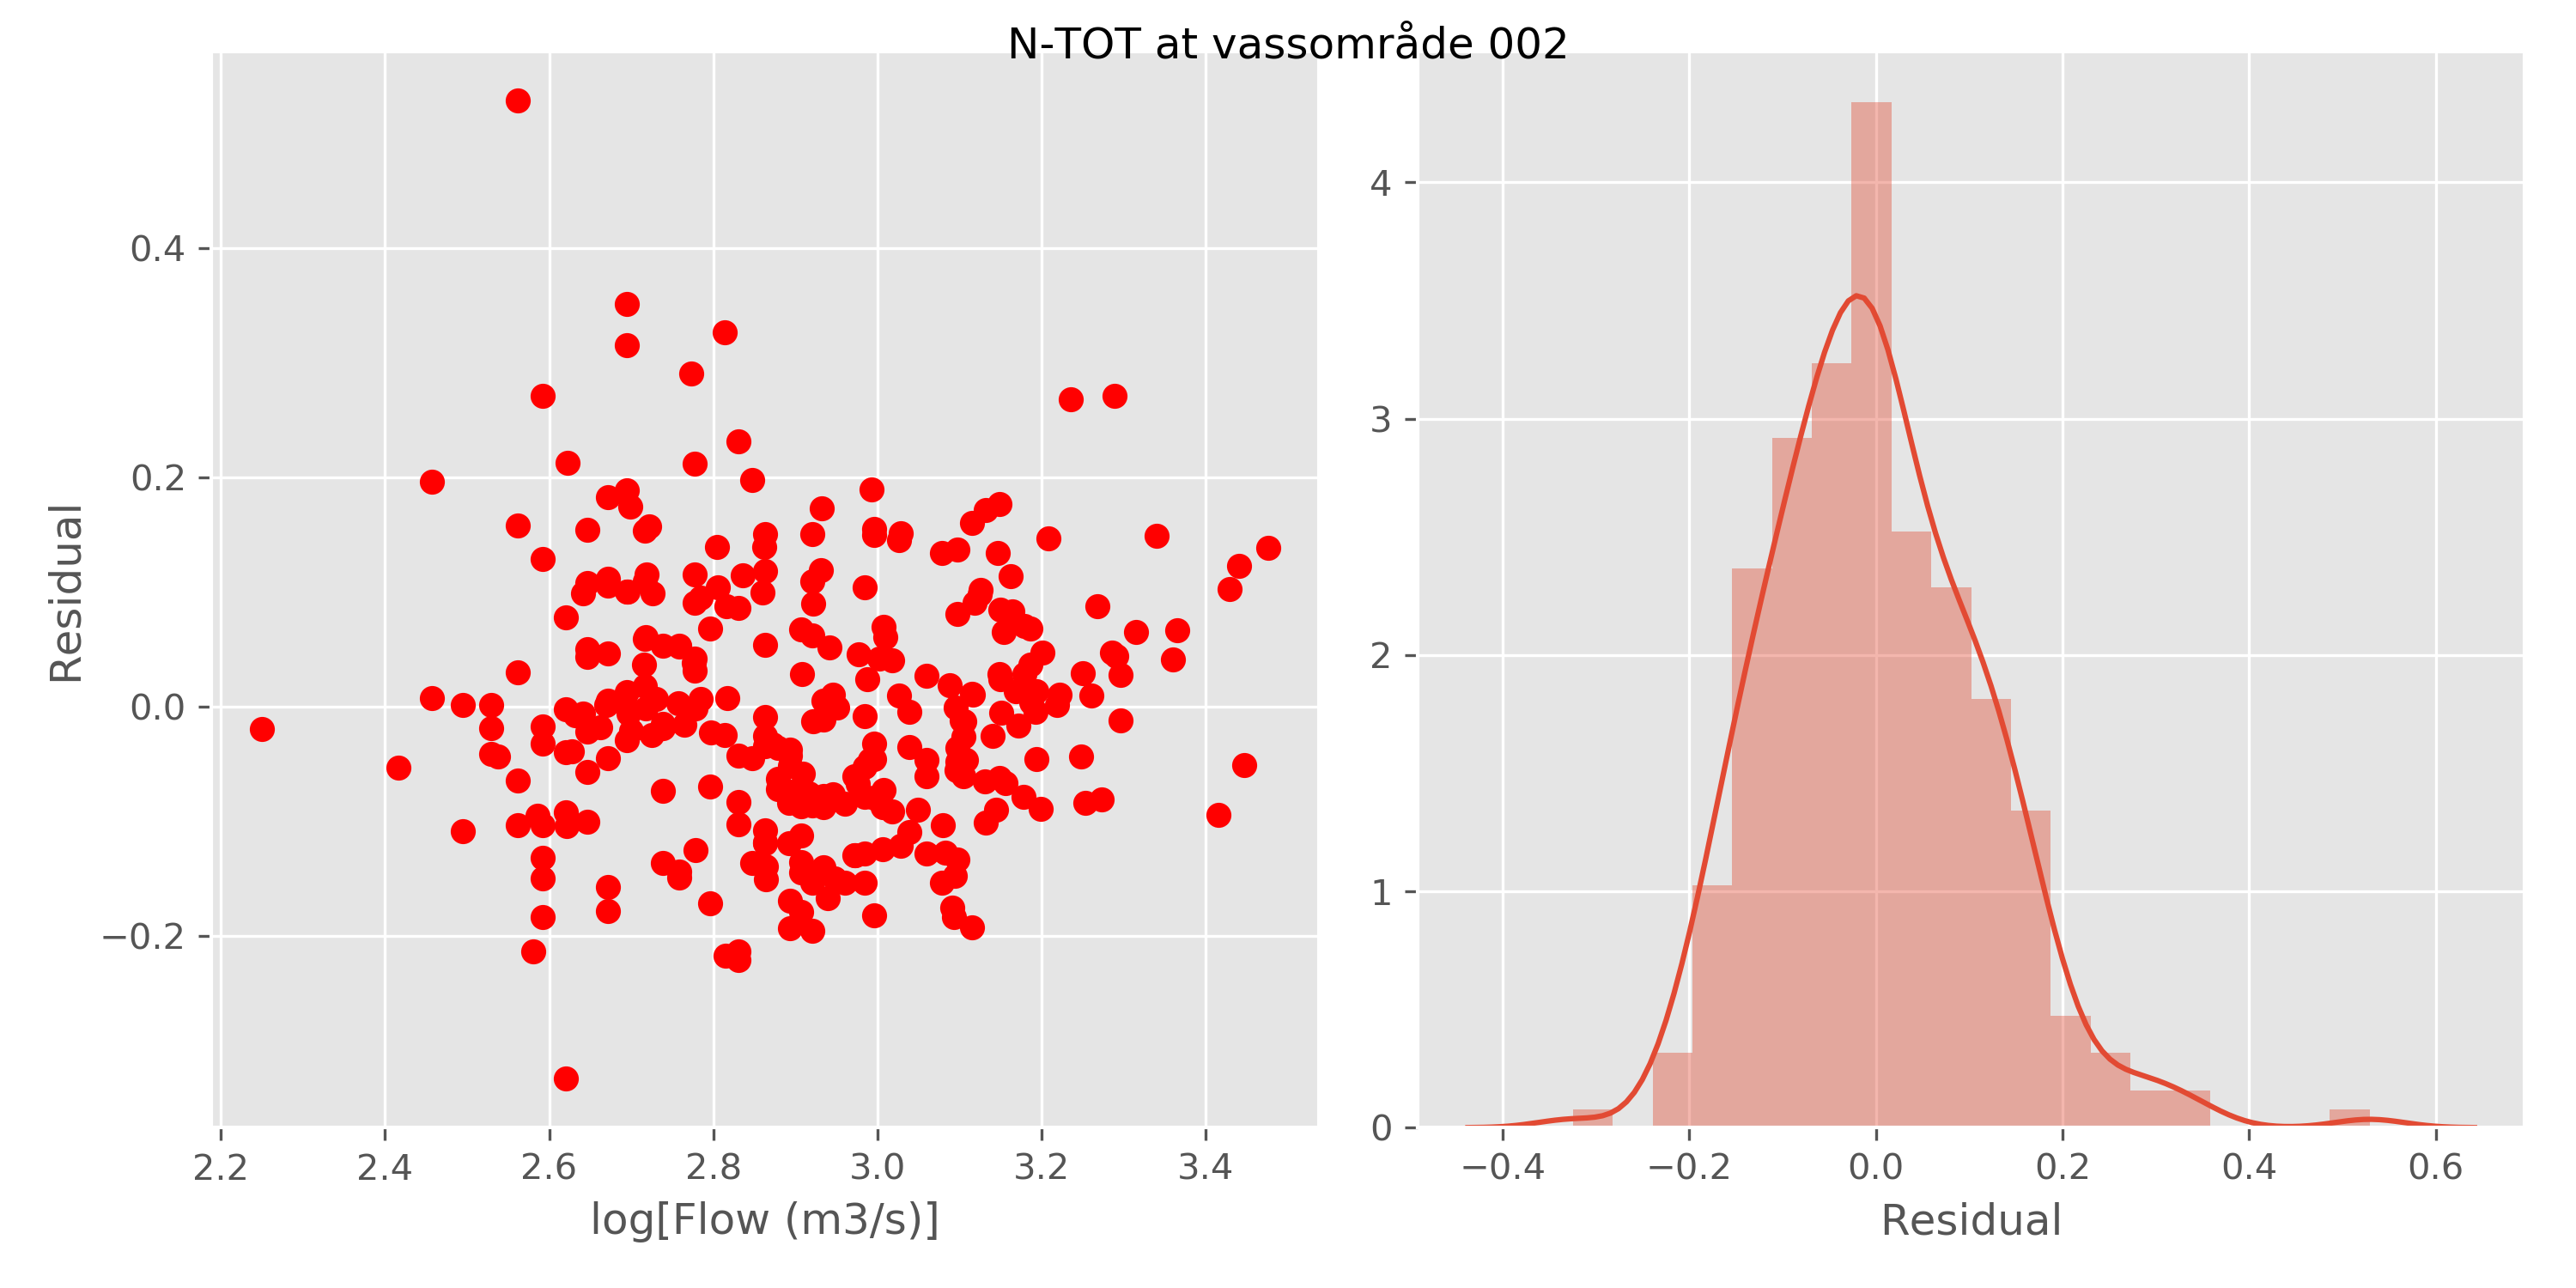 N-TOT at vassområde 002
Residual
0.4
0.2
0.0
−0.2
2.2 2.4 2.6 2.8 3.0 3.2 3.4
log[Flow (m3/s)]
4
3
2
1
0
−0.4 −0.2 0.0 0.2 0.4 0.6
Residual